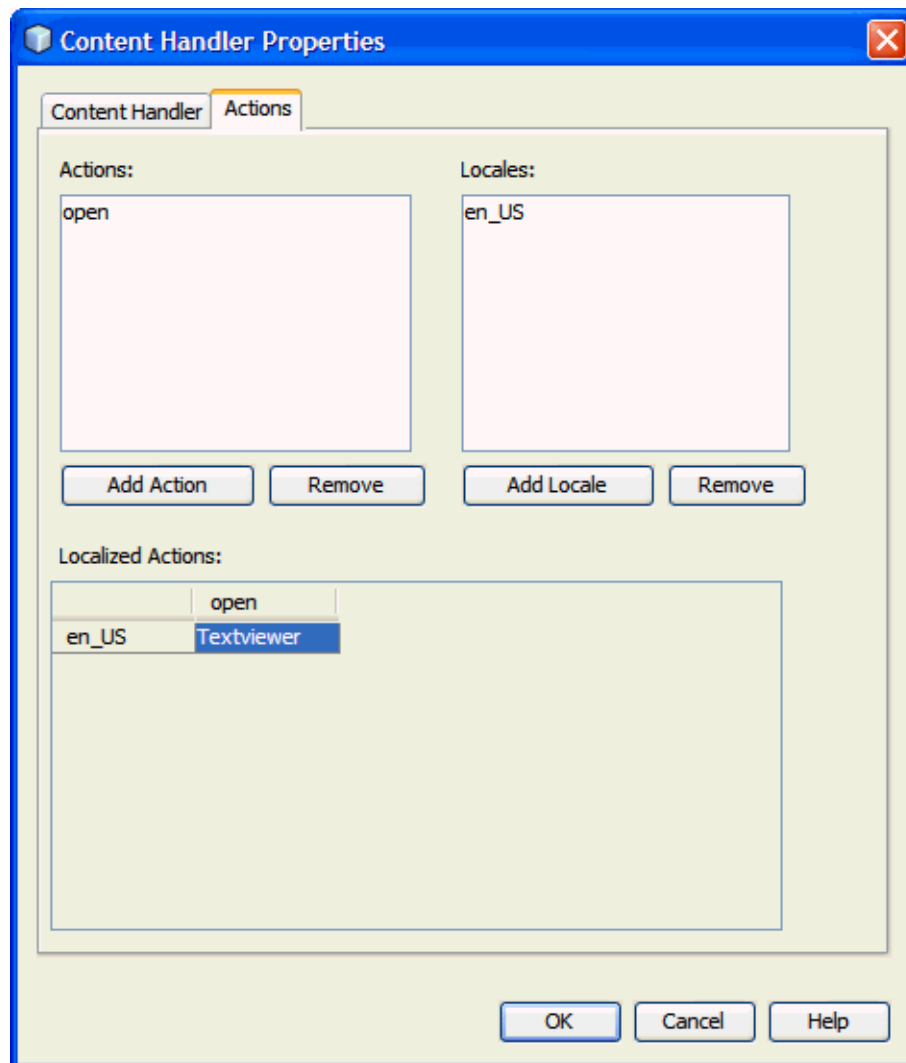 Content Handler Properties
Content Handler Actions
Actions: Locales:
open en_US
Add Action Remove Add Locale Remove
Localized Actions:
open
en_US Textviewer
OK Cancel Help